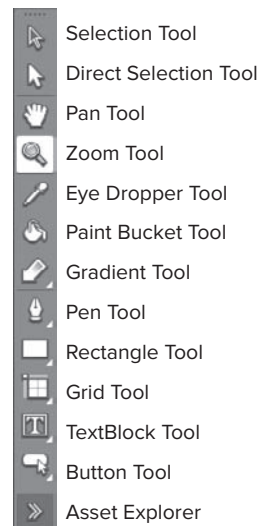 Selection Tool
Direct Selection Tool
Pan Tool
Zoom Tool
Eye Dropper Tool
Paint Bucket Tool
Gradient Tool
Pen Tool
Rectangle Tool
Grid Tool
TextBlock Tool
Button Tool
Asset Explorer